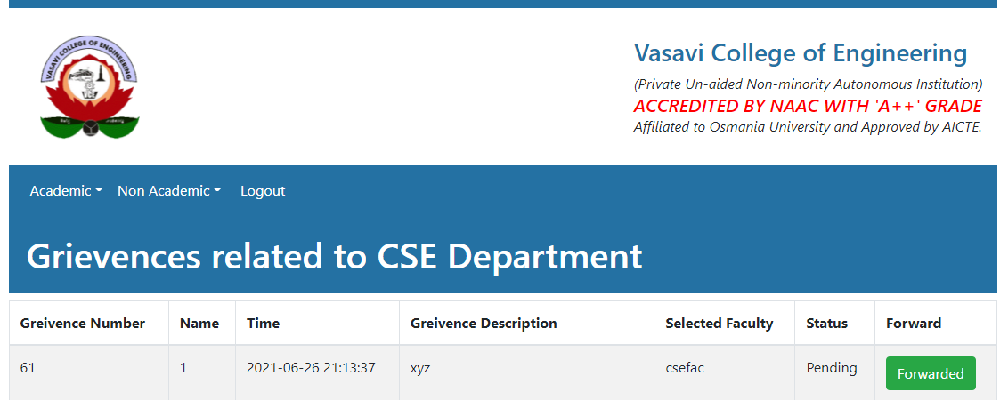 VASAVI COLLEGE OF ENGINEERING
Vasavi College of Engineering
(Private Un-aided Non-minority Autonomous Institution)
ACCREDITED BY NAAC WITH 'A++' GRADE
Affiliated to Osmania University and Approved by AICTE.
Academic Non Academic Logout
Grievences related to CSE Department
Greivence Number Name Time Greivence Description Selected Faculty Status Forward
61 1 2021-06-26 21:13:37 xyz csefac Pending Forwarded